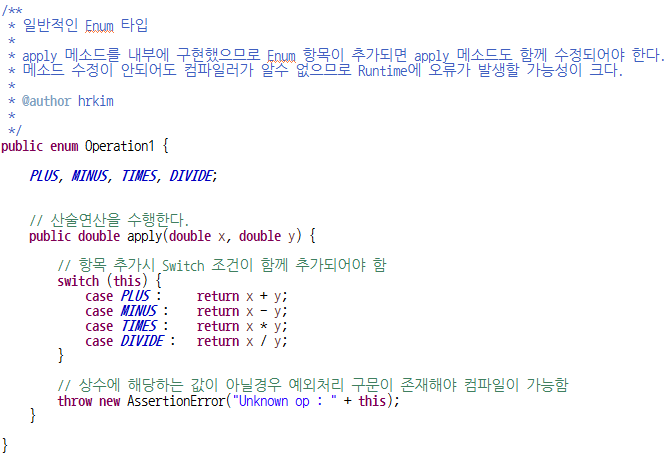 /**
 * 일반적인 Enum 타입
 *
 * apply 메소드를 내부에 구현했으므로 Enum 항목이 추가되면 apply 메소드도 함께 수정되어야 한다.
 * 메소드 수정이 안되어도 컴파일러가 알수 없으므로 Runtime에 오류가 발생할 가능성이 크다.
 *
 * @author hrkim
 *
 */
public enum Operation1 {
    PLUS, MINUS, TIMES, DIVIDE;
    // 산술연산을 수행한다.
    public double apply(double x, double y) {
        // 항목 추가시 Switch 조건이 함께 추가되어야 함
        switch (this) {
            case PLUS :    return x + y;
            case MINUS :   return x - y;
            case TIMES :   return x * y;
            case DIVIDE :  return x / y;
        }
        // 상수에 해당하는 값이 아닐경우 예외처리 구문이 존재해야 컴파일이 가능함
        throw new AssertionError("Unknown op : " + this);
    }
}